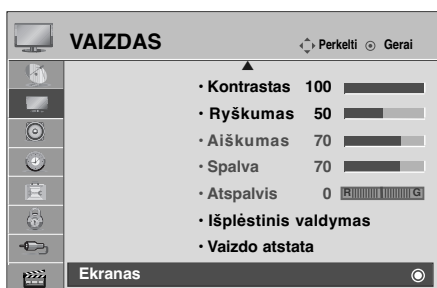 VAIZDAS Perkelti Gerai
• Kontrastas 100
• Ryškumas 50
• Aiškumas 70
• Spalva 70
• Atspalvis 0 R G
• Išplėstinis valdymas
• Vaizdo atstata
Ekranas